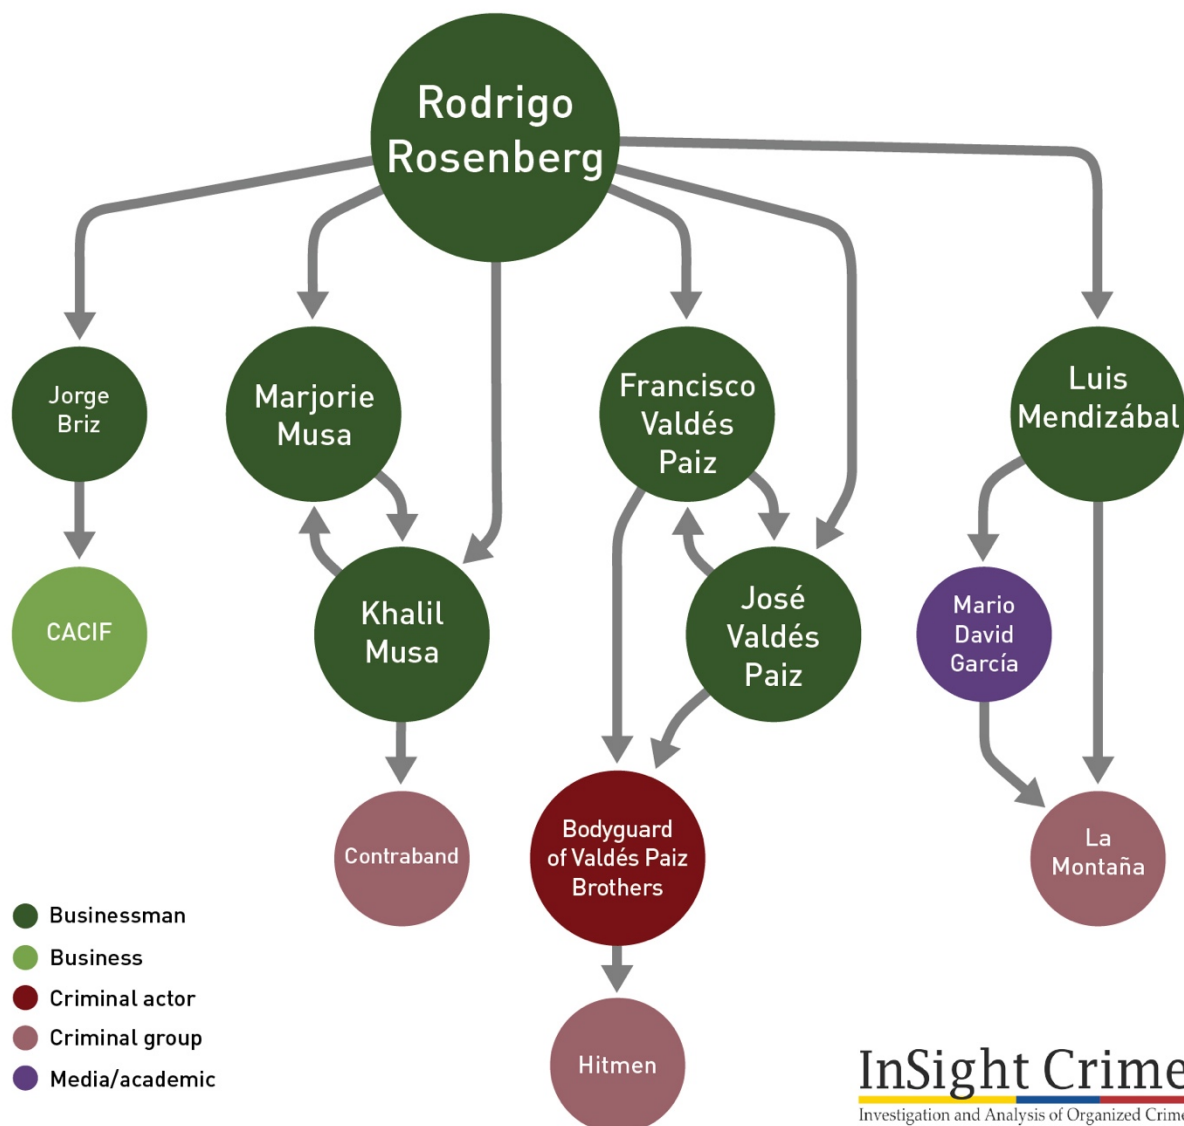 Rodrigo
Rosenberg
Jorge
Briz
Marjorie
Musa
Francisco
Valdés
Paiz
Luis
Mendizábal
CACIF
Khalil
Musa
José
Valdés
Paiz
Mario
David
García
Contraband
Bodyguard
of Valdés Paiz
Brothers
La
Montaña
Hitmen
Businessman
Business
Criminal actor
Criminal group
Media/academic
InSight Crime
Investigation and Analysis of Organized Crime